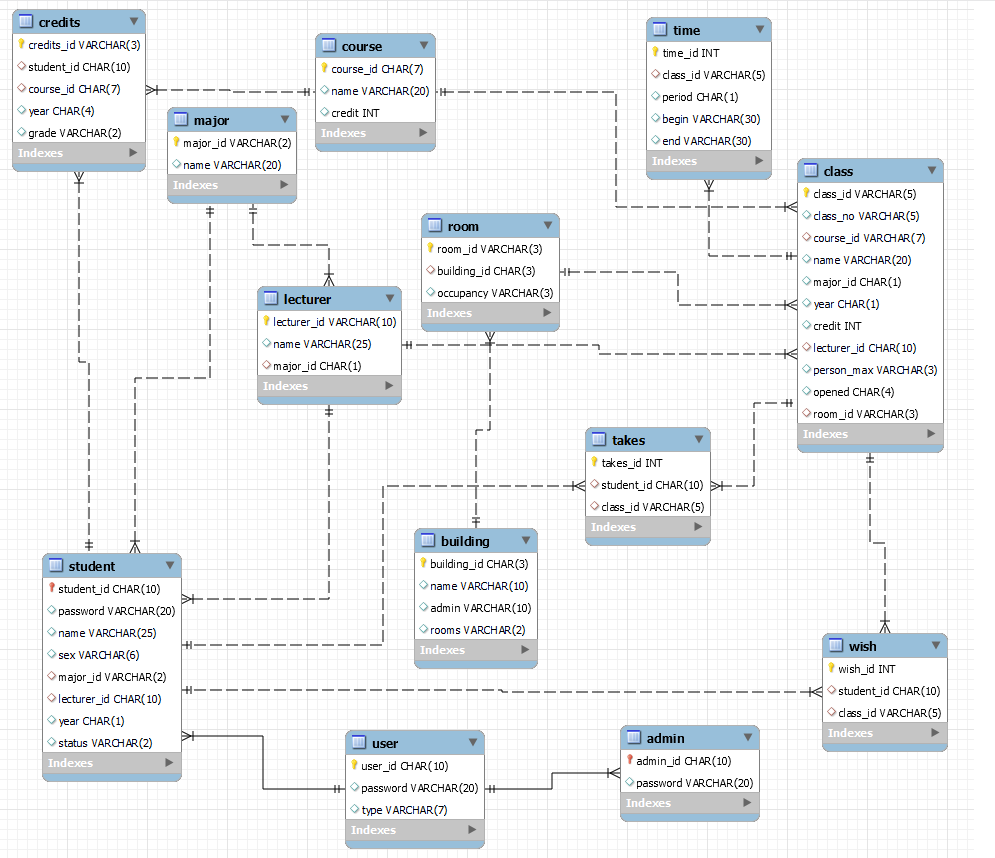 credits
credits_id VARCHAR(3)
student_id CHAR(10)
course_id CHAR(7)
year CHAR(4)
grade VARCHAR(2)
Indexes
course
course_id CHAR(7)
name VARCHAR(20)
credit INT
Indexes
time
time_id INT
class_id VARCHAR(5)
period CHAR(1)
begin VARCHAR(30)
end VARCHAR(30)
Indexes
major
major_id VARCHAR(2)
name VARCHAR(20)
Indexes
class
class_id VARCHAR(5)
class_no VARCHAR(5)
course_id VARCHAR(7)
name VARCHAR(20)
major_id CHAR(1)
year CHAR(1)
credit INT
lecturer_id CHAR(10)
person_max VARCHAR(3)
opened CHAR(4)
room_id VARCHAR(3)
Indexes
room
room_id VARCHAR(3)
building_id CHAR(3)
occupancy VARCHAR(3)
Indexes
lecturer
lecturer_id VARCHAR(10)
name VARCHAR(25)
major_id CHAR(1)
Indexes
takes
takes_id INT
student_id CHAR(10)
class_id VARCHAR(5)
Indexes
building
building_id CHAR(3)
name VARCHAR(10)
admin VARCHAR(10)
rooms VARCHAR(2)
Indexes
student
student_id CHAR(10)
password VARCHAR(20)
name VARCHAR(25)
sex VARCHAR(6)
major_id VARCHAR(2)
lecturer_id CHAR(10)
year CHAR(1)
status VARCHAR(2)
Indexes
wish
wish_id INT
student_id CHAR(10)
class_id VARCHAR(5)
Indexes
user
user_id CHAR(10)
password VARCHAR(20)
type VARCHAR(7)
Indexes
admin
admin_id CHAR(10)
password VARCHAR(20)
Indexes